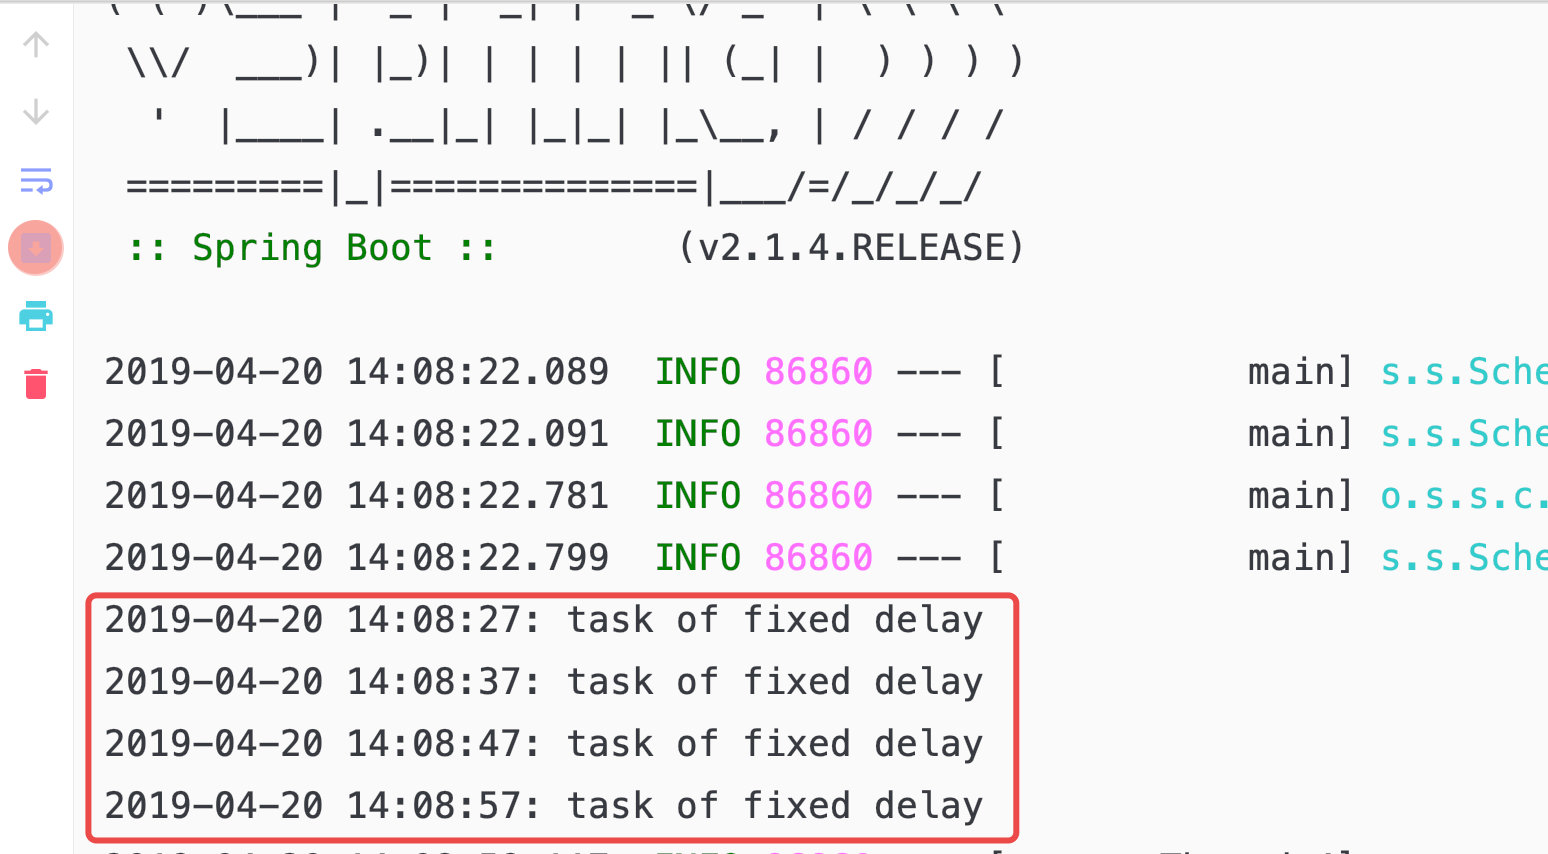 \\/  ___)| |_)| | | | | || (_| |  ) ) ) )
'  |____| .__|_| |_|_| |_\__, | / / / /
=========|_|==============|___/=/_/_/_/
:: Spring Boot ::        (v2.1.4.RELEASE)
2019-04-20 14:08:22.089  INFO 86860 --- [           main] s.s.Sche
2019-04-20 14:08:22.091  INFO 86860 --- [           main] s.s.Sche
2019-04-20 14:08:22.781  INFO 86860 --- [           main] o.s.s.c.
2019-04-20 14:08:22.799  INFO 86860 --- [           main] s.s.Sche
2019-04-20 14:08:27: task of fixed delay
2019-04-20 14:08:37: task of fixed delay
2019-04-20 14:08:47: task of fixed delay
2019-04-20 14:08:57: task of fixed delay